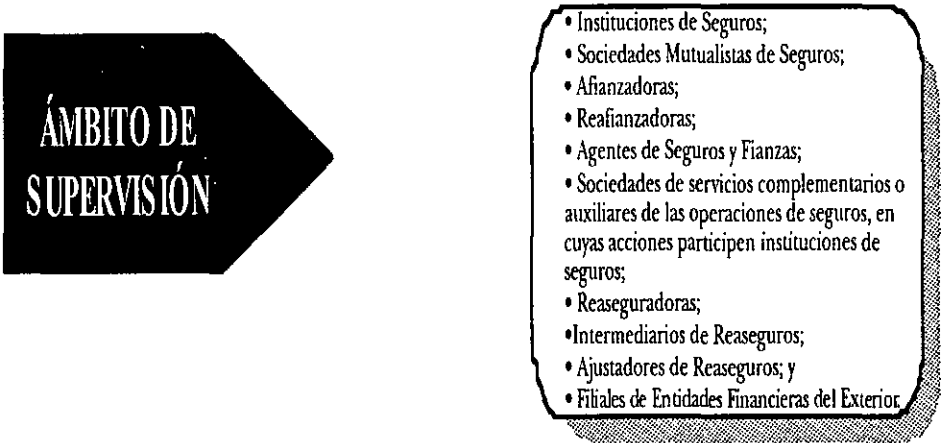 ÁMBITO DE
SUPERVISIÓN
• Instituciones de Seguros;
• Sociedades Mutualistas de Seguros;
• Afianzadoras;
• Reafianzadoras;
• Agentes de Seguros y Fianzas;
• Sociedades de servicios complementarios o
auxiliares de las operaciones de seguros, en
cuyas acciones participen instituciones de
seguros;
• Reaseguradoras;
•Intermediarios de Reaseguros;
• Ajustadores de Reaseguros; y
• Filiales de Entidades Financieras del Exterior.